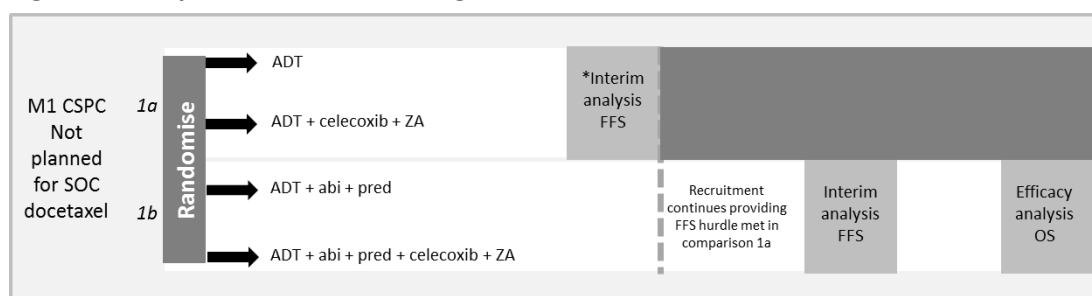 M1 CSPC
Not
planned
for SOC
docetaxel
1a
1b
Randomise
ADT
ADT + celecoxib + ZA
ADT + abi + pred
ADT + abi + pred + celecoxib + ZA
*Interim
analysis
FFS
Recruitment
continues providing
FFS hurdle met in
comparison 1a
Interim
analysis
FFS
Efficacy
analysis
OS